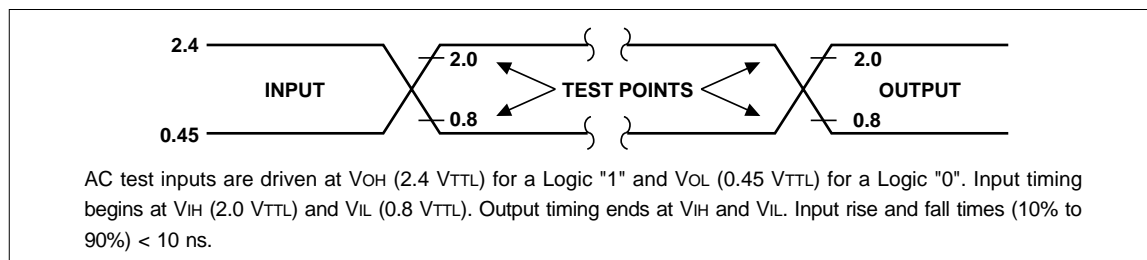 2.4
2.0
2.0
INPUT
TEST POINTS
OUTPUT
0.8
0.8
0.45
AC test inputs are driven at VOH (2.4 VTTL) for a Logic "1" and VOL (0.45 VTTL) for a Logic "0". Input timing
begins at VIH (2.0 VTTL) and VIL (0.8 VTTL). Output timing ends at VIH and VIL. Input rise and fall times (10% to
90%) < 10 ns.